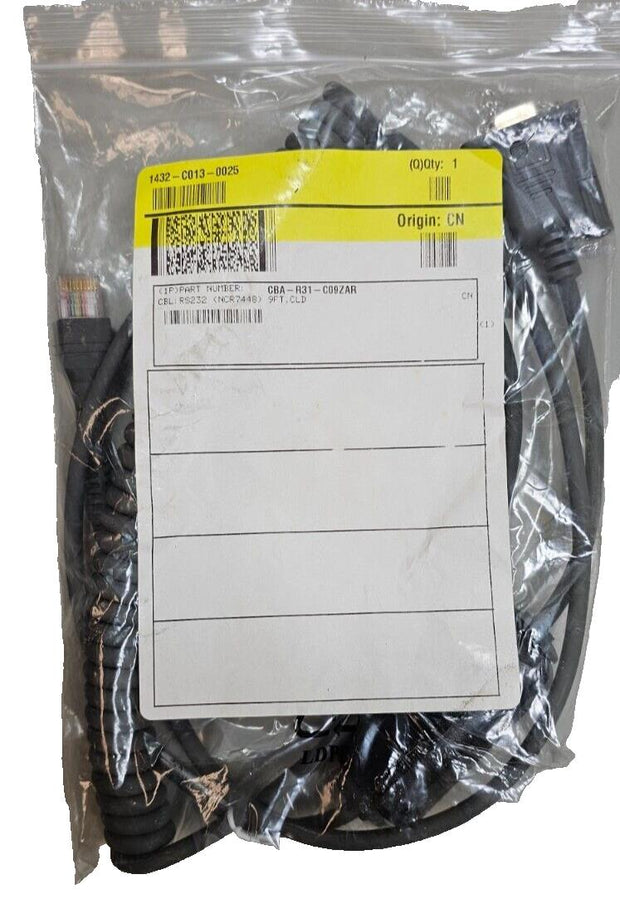 1432-C013-0025
(Q)Qty: 1
Origin: CN
(1P)PART NUMBER: CBA-R31-C09ZAR
CBL:RS232 (NCR7448) 9FT.CLD CN
(1)